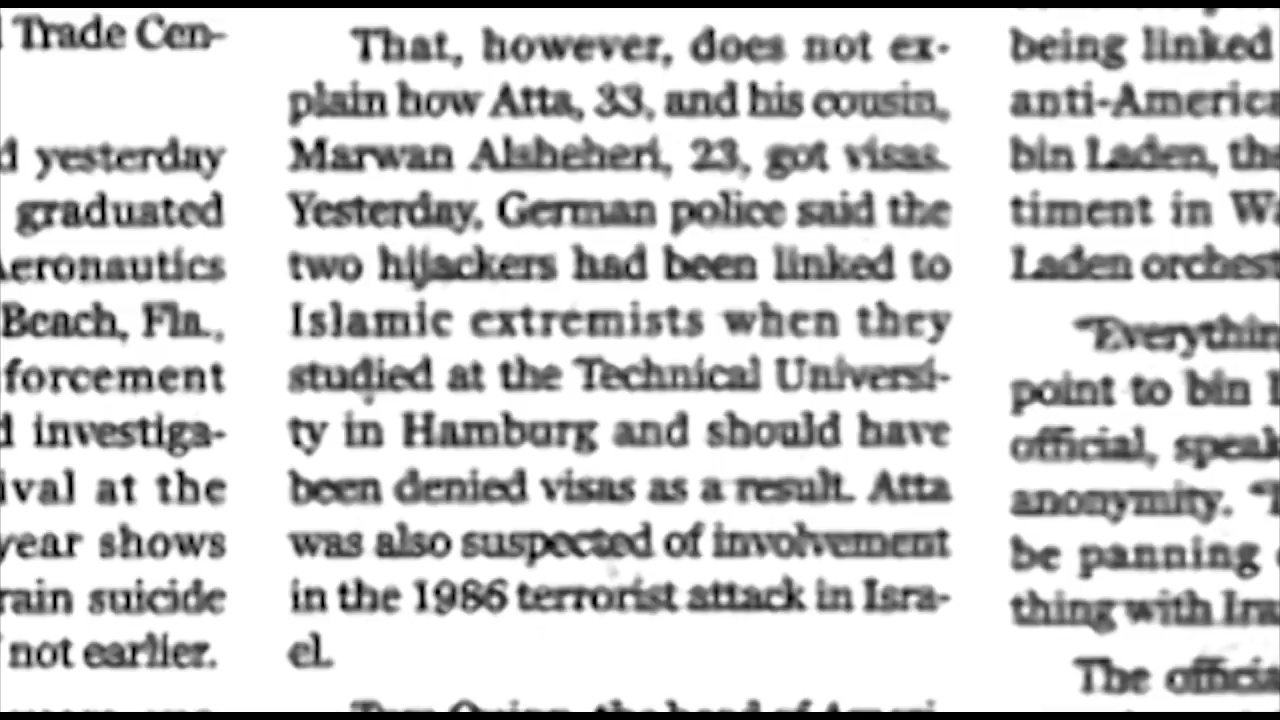 Trade Cen-
yesterday
graduated
Aeronautics
Beach, Fla.,
forcement
investiga-
ival at the
year shows
rain suicide
not earlier.
That, however, does not ex-
plain how Atta, 33, and his cousin,
Marwan Alsheheri, 23, got visas.
Yesterday, German police said the
two hijackers had been linked to
Islamic extremists when they
studied at the Technical Universi-
ty in Hamburg and should have
been denied visas as a result. Atta
was also suspected of involvement
in the 1986 terrorist attack in Isra-
el.
being linked
anti-America
bin Laden, the
timent in Wa
Laden orchest
"Everythin
point to bin
official, speak
anonymity.
be panning
thing with Ira
The officia